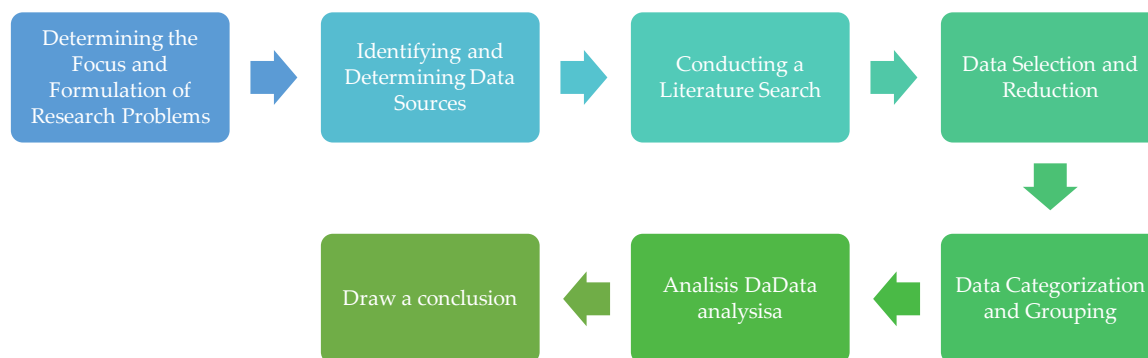 Determining the
Focus and
Formulation of
Research Problems
Identifying and
Determining Data
Sources
Conducting a
Literature Search
Data Selection and
Reduction
Data Categorization
and Grouping
Analisis DaData
analysisa
Draw a conclusion